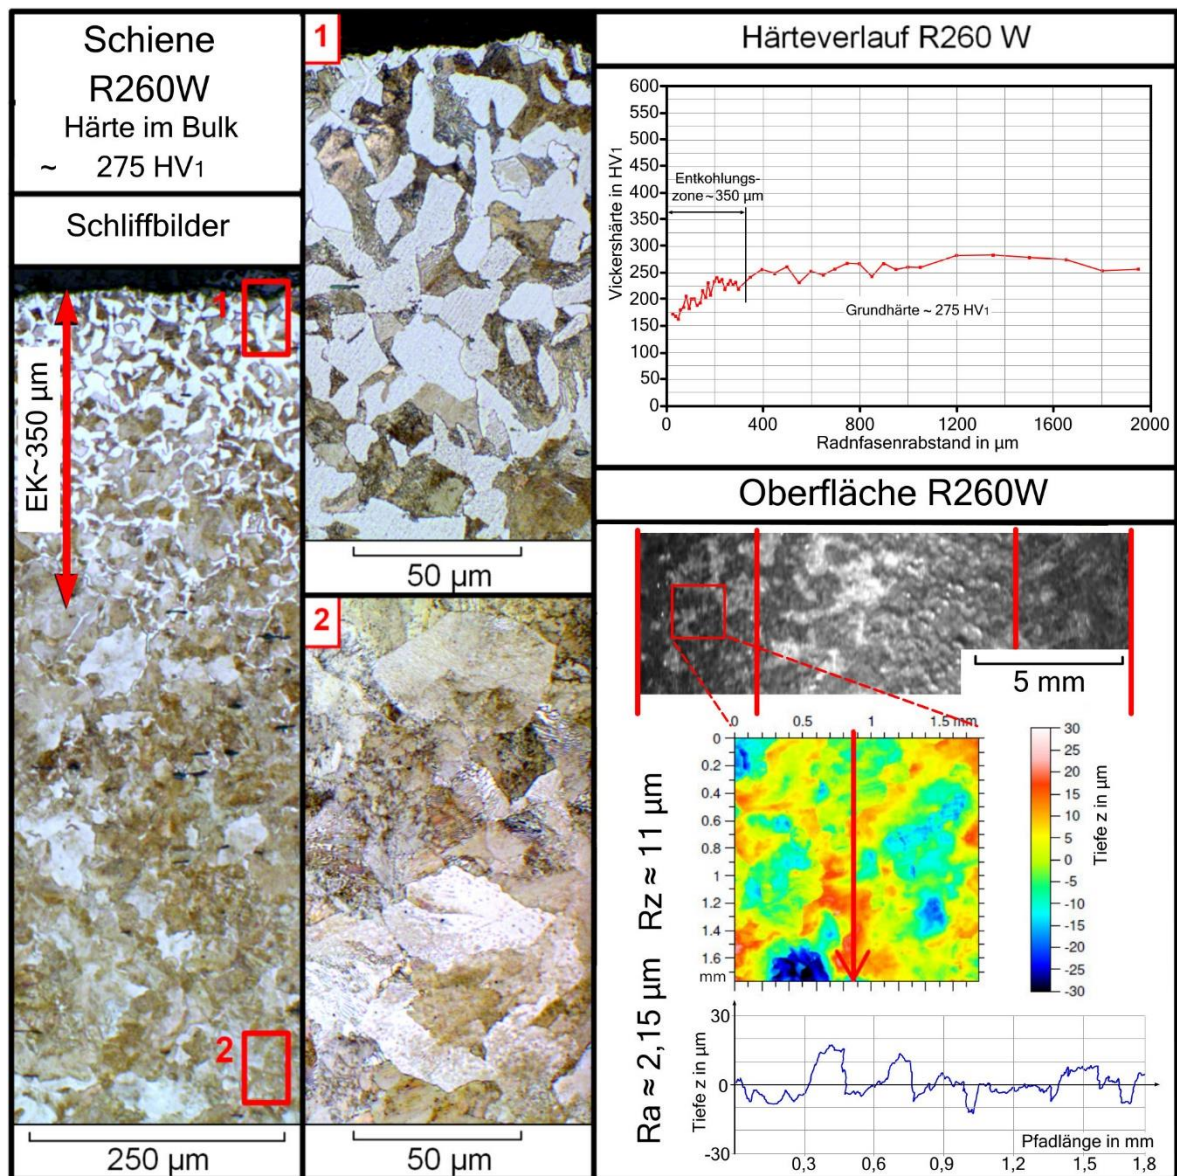 Schiene
R260W
Härte im Bulk
~ 275 HV1
Schliffbilder
1
EK~350 µm
2
250 µm
1
50 µm
2
50 µm
Härteverlauf R260 W
600
550
500
450
400
350
300
250
200
150
100
50
0
Vickershärte in HV1
Entkohlungs-
zone ~350 µm
Grundhärte ~ 275 HV1
0 400 800 1200 1600 2000
Radnfasenrabstand in µm
Oberfläche R260W
5 mm
0 0.5 1 1.5 mm
0
0.2
0.4
0.6
0.8
1
1.2
1.4
1.6
mm
30
25
20
15
10
5
0
-5
-10
-15
-20
-25
-30
Tiefe z in µm
Ra ≈ 2,15 µm Rz ≈ 11 µm
30
0
-30
Tiefe z in µm
Pfadlänge in mm
0,3 0,6 0,9 1,2 1,5 1,8